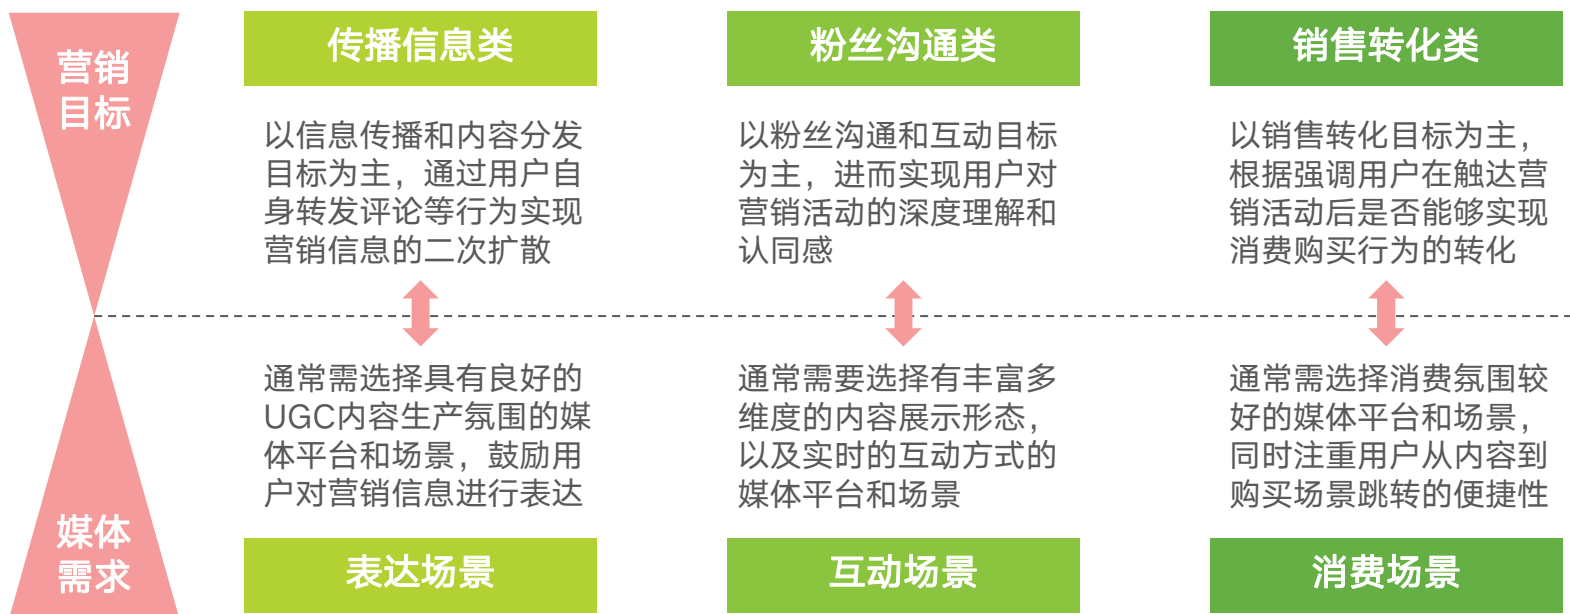 营销
目标
传播信息类
粉丝沟通类
销售转化类
以信息传播和内容分发
目标为主，通过用户自
身转发评论等行为实现
营销信息的二次扩散
以粉丝沟通和互动目标
为主，进而实现用户对
营销活动的深度理解和
认同感
以销售转化目标为主，
根据强调用户在触达营
销活动后是否能够实现
消费购买行为的转化
通常需选择具有良好的
UGC内容生产氛围的媒
体平台和场景，鼓励用
户对营销信息进行表达
通常需要选择有丰富多
维度的内容展示形态，
以及实时的互动方式的
媒体平台和场景
通常需选择消费氛围较
好的媒体平台和场景，
同时注重用户从内容到
购买场景跳转的便捷性
媒体
需求
表达场景
互动场景
消费场景